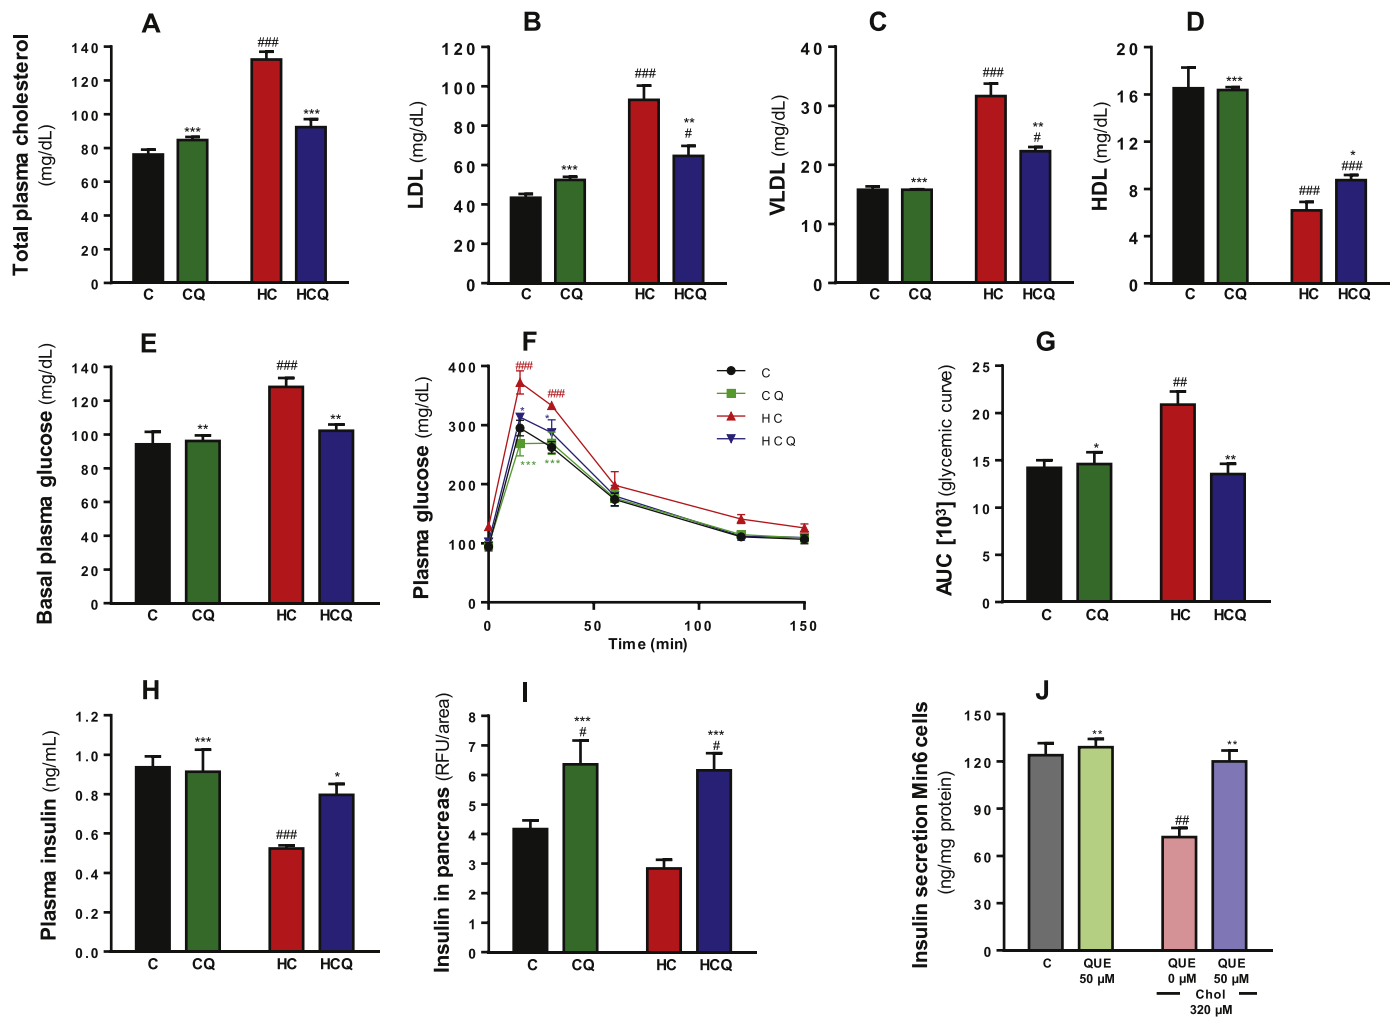 A
Total plasma cholesterol
(mg/dL)
140
120
100
80
60
40
20
0
###
***
***
C
CQ
HC
HCQ
B
LDL (mg/dL)
120
100
80
60
40
20
0
###
***
**
#
C
CQ
HC
HCQ
C
VLDL (mg/dL)
40
30
20
10
0
###
***
**
#
C
CQ
HC
HCQ
D
HDL (mg/dL)
20
16
12
8
4
0
***
###
*
###
C
CQ
HC
HCQ
E
Basal plasma glucose (mg/dL)
140
120
100
80
60
40
20
0
**
###
**
C
CQ
HC
HCQ
F
Plasma glucose (mg/dL)
400
300
200
100
0
###
###
*
*
***
***
C
CQ
HC
HCQ
0
50
100
150
Time (min)
G
AUC [10³] (glycemic curve)
25
20
15
10
5
0
*
##
**
C
CQ
HC
HCQ
H
Plasma insulin (ng/mL)
1.2
1.0
0.8
0.6
0.4
0.2
0.0
***
###
*
C
CQ
HC
HCQ
I
Insulin in pancreas (RFU/area)
8
7
6
5
4
3
2
1
0
***
#
***
#
C
CQ
HC
HCQ
J
Insulin secretion Min6 cells
(ng/mg protein)
150
120
90
60
30
0
**
##
**
C
QUE
50 µM
QUE
0 µM
QUE
50 µM
Chol
320 µM